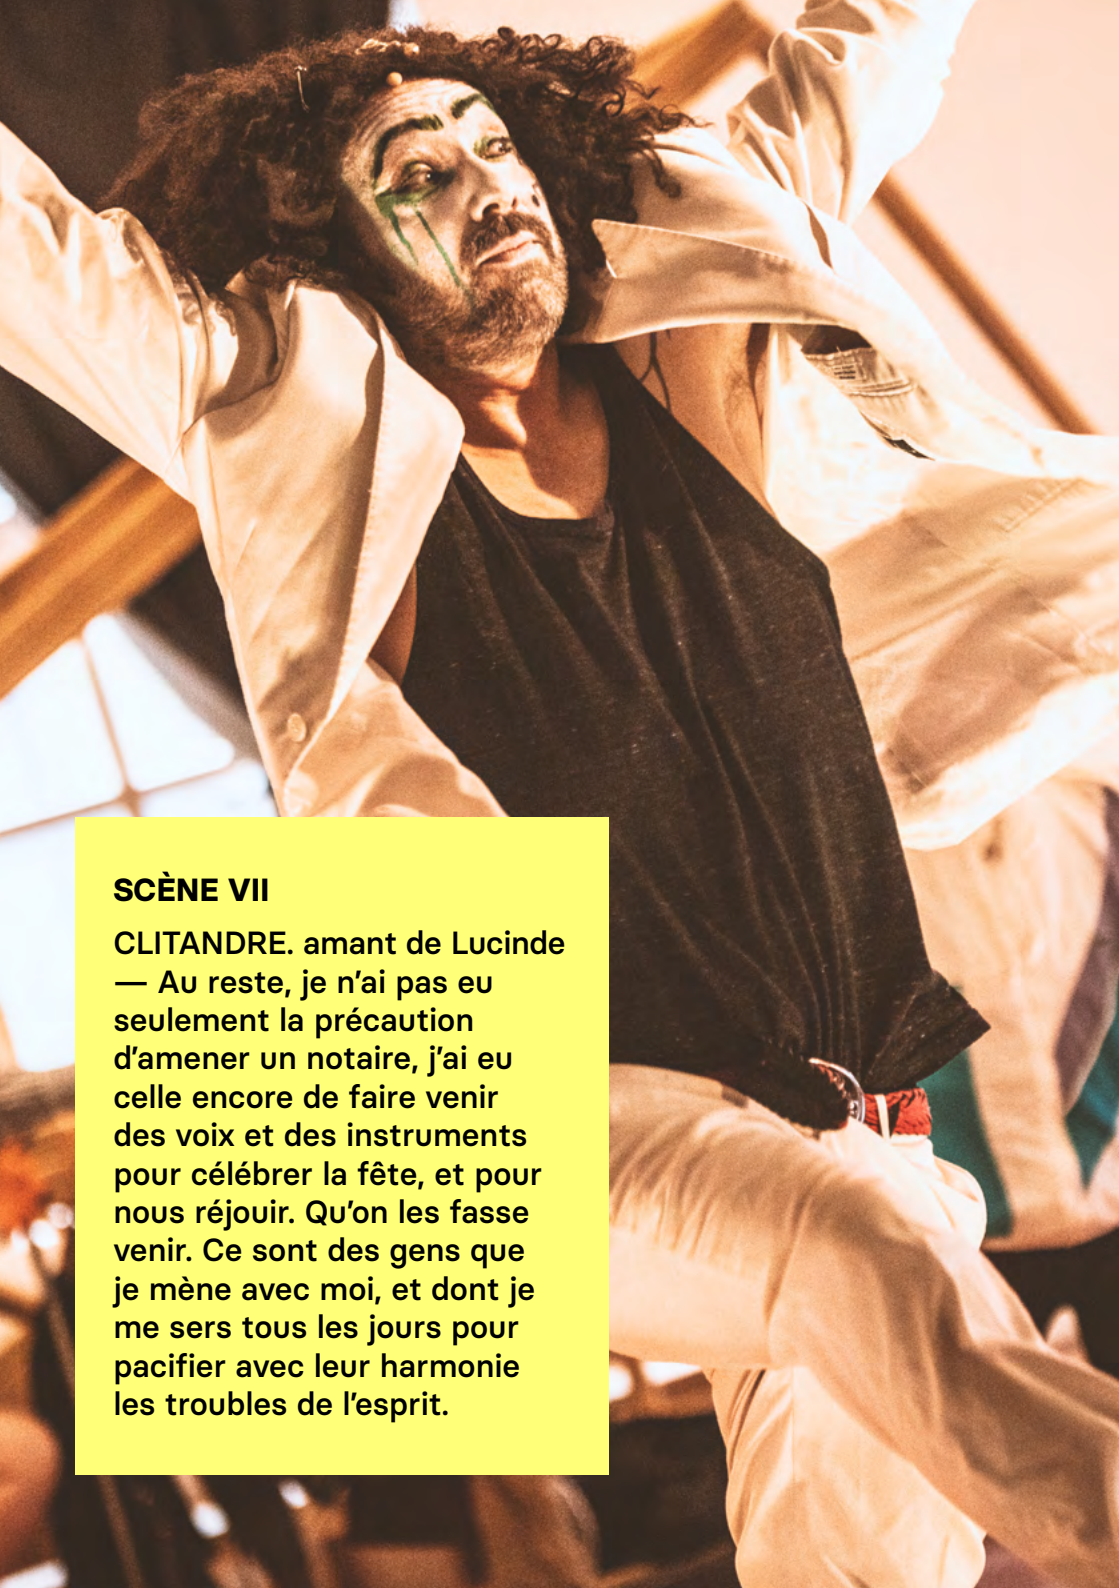 SCÈNE VII
CLITANDRE. amant de Lucinde
— Au reste, je n’ai pas eu
seulement la précaution
d’amener un notaire, j’ai eu
celle encore de faire venir
des voix et des instruments
pour célébrer la fête, et pour
nous réjouir. Qu’on les fasse
venir. Ce sont des gens que
je mène avec moi, et dont je
me sers tous les jours pour
pacifier avec leur harmonie
les troubles de l’esprit.